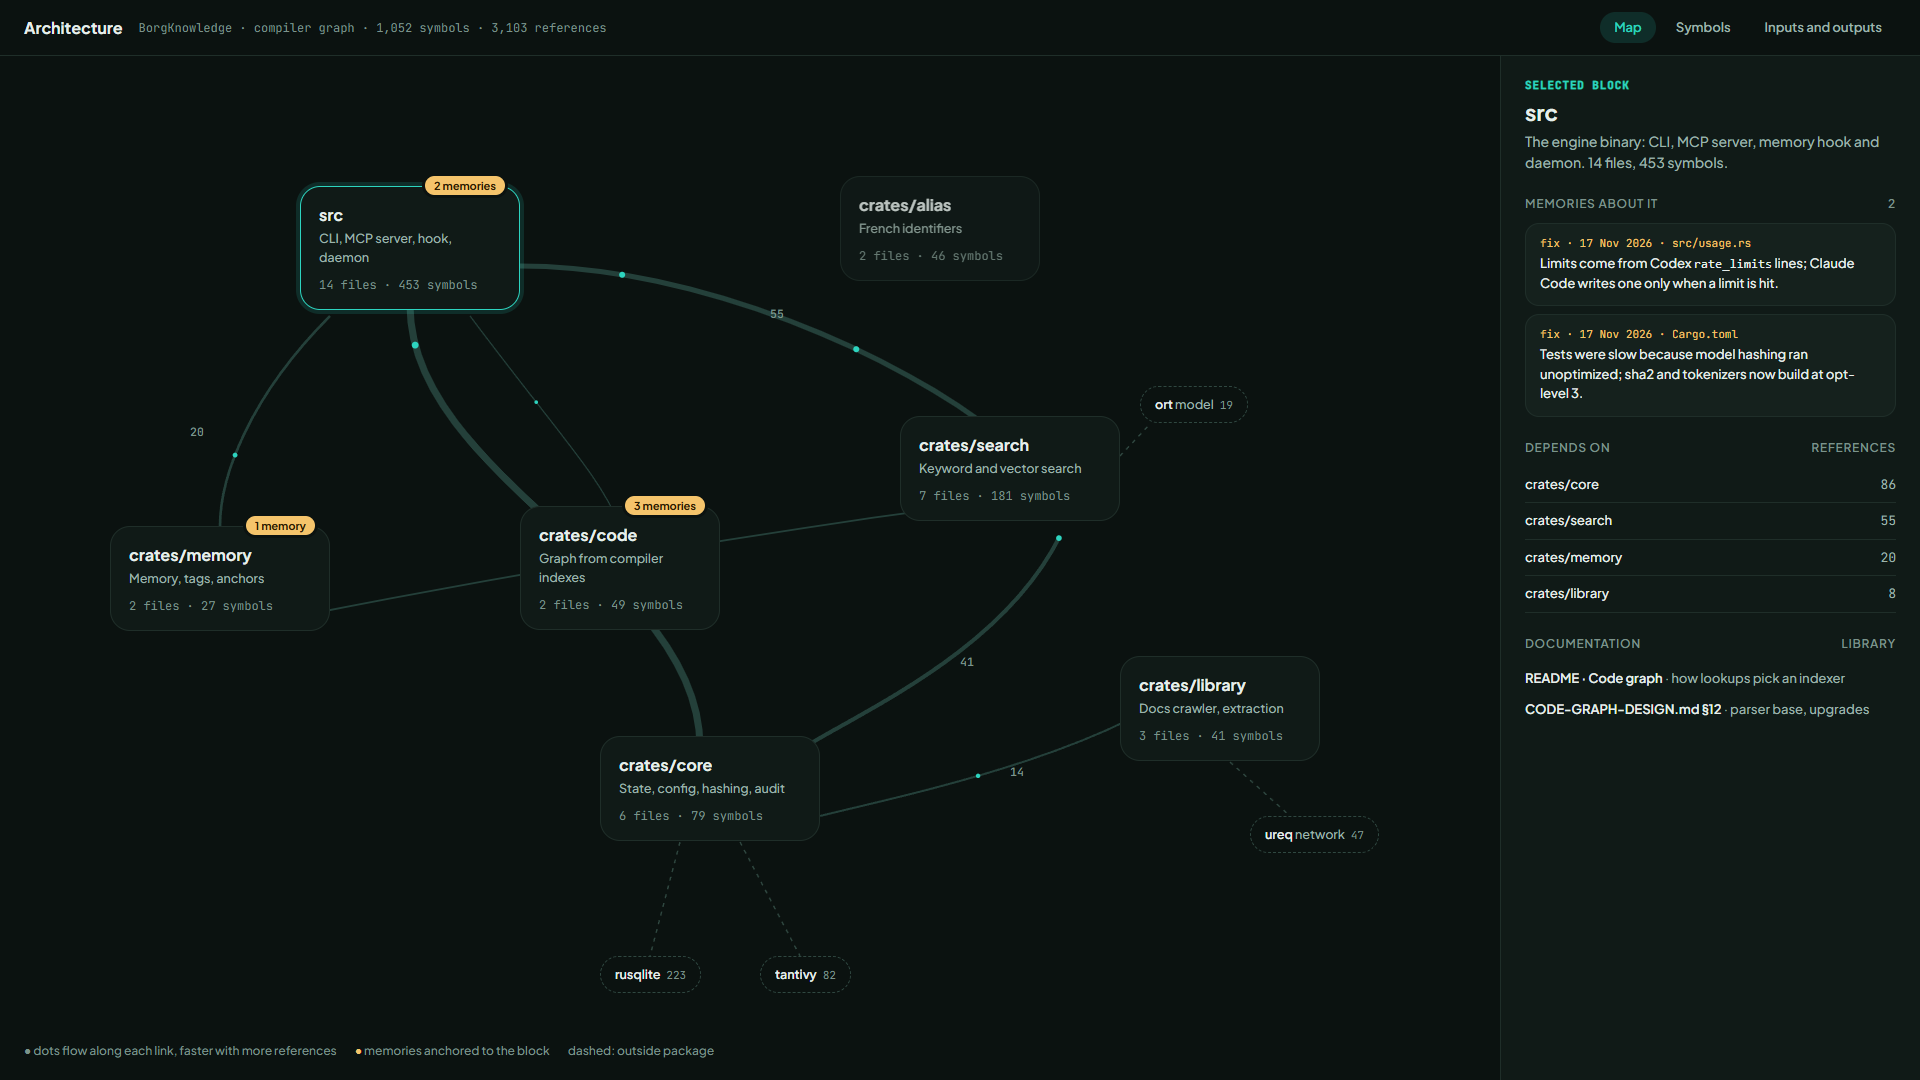 Architecture
BorgKnowledge · compiler graph · 1,052 symbols · 3,103 references
Map
Symbols
Inputs and outputs
2 memories
src
CLI, MCP server, hook,
daemon
14 files · 453 symbols
crates/alias
French identifiers
2 files · 46 symbols
55
20
ort model 19
crates/search
Keyword and vector search
7 files · 181 symbols
1 memory
crates/memory
Memory, tags, anchors
2 files · 27 symbols
3 memories
crates/code
Graph from compiler
indexes
2 files · 49 symbols
41
crates/library
Docs crawler, extraction
3 files · 41 symbols
crates/core
State, config, hashing, audit
6 files · 79 symbols
14
ureq network 47
rusqlite 223
tantivy 82
dots flow along each link, faster with more references
memories anchored to the block
dashed: outside package
SELECTED BLOCK
src
The engine binary: CLI, MCP server, memory hook and
daemon. 14 files, 453 symbols.
MEMORIES ABOUT IT 2
fix · 17 Nov 2026 · src/usage.rs
Limits come from Codex rate_limits lines; Claude
Code writes one only when a limit is hit.
fix · 17 Nov 2026 · Cargo.toml
Tests were slow because model hashing ran
unoptimized; sha2 and tokenizers now build at opt-
level 3.
DEPENDS ON REFERENCES
crates/core 86
crates/search 55
crates/memory 20
crates/library 8
DOCUMENTATION LIBRARY
README · Code graph · how lookups pick an indexer
CODE-GRAPH-DESIGN.md §12 · parser base, upgrades